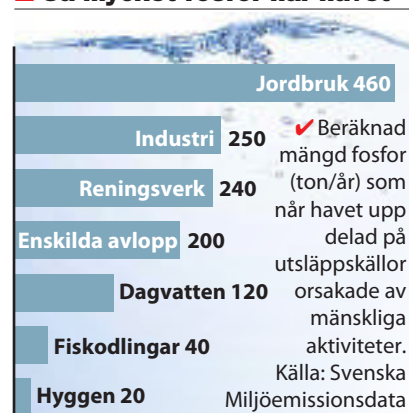 Jordbruk 460
Industri 250
Reningsverk 240
Enskilda avlopp 200
Dagvatten 120
Fiskodlingar 40
Hyggen 20
✔ Beräknad
mängd fosfor
(ton/år) som
når havet upp
delad på
utsläppskällor
orsakade av
mänskliga
aktiviteter.
Källa: Svenska
Miljöemissionsdata